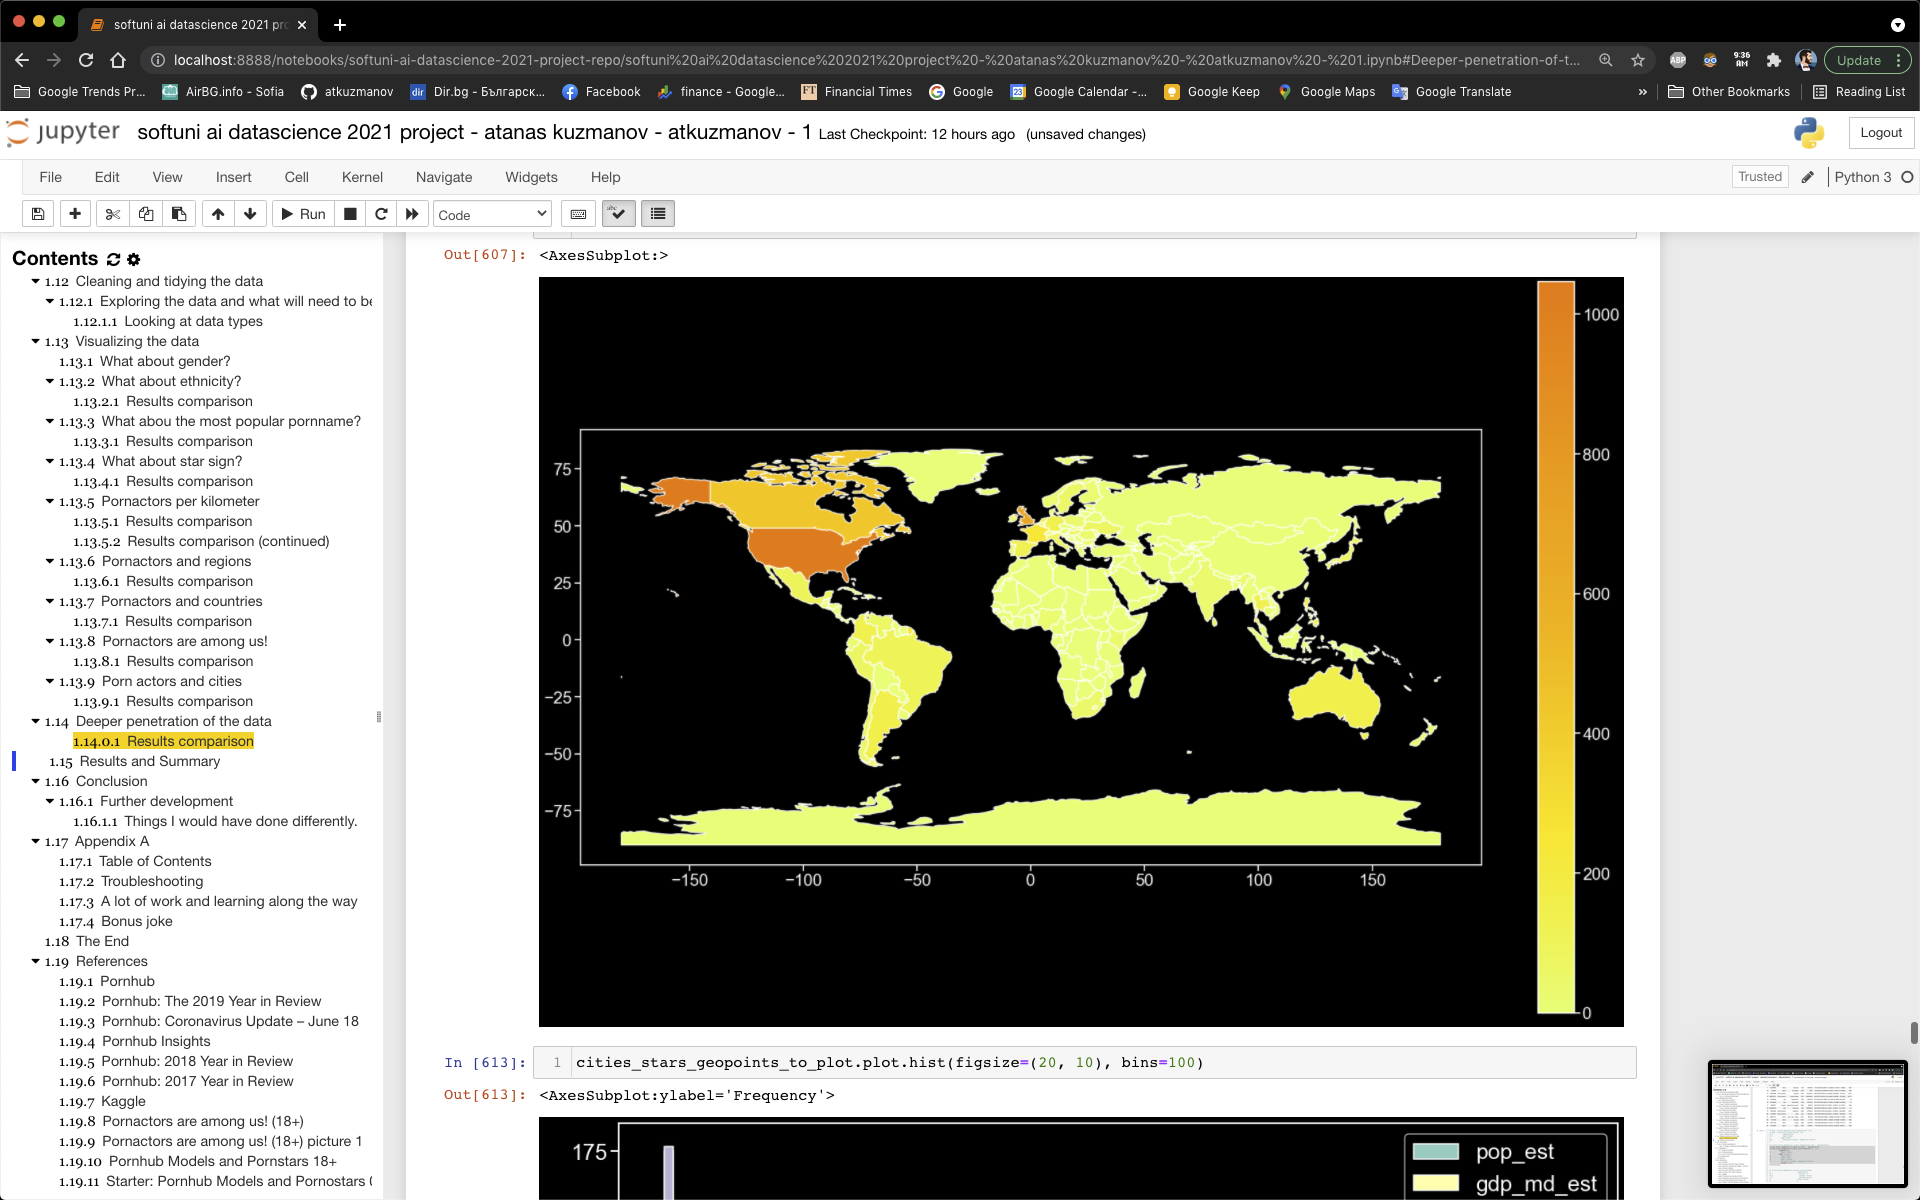 softuni ai datascience 2021 pro
localhost:8888/notebooks/softuni-ai-datascience-2021-project-repo/softuni%20ai%20datascience%202021%20project%20-%20atanas%20kuzmanov%20-%20atkuzmanov%20-%201.ipynb#Deeper-penetration-of-t...
ABP
9:36 AM
Update
Google Trends Pr...
AirBG.info - Sofia
atkuzmanov
dir
Dir.bg - Българск...
Facebook
finance - Google...
FT
Financial Times
Google
23
Google Calendar -...
Google Keep
Google Maps
Google Translate
»
Other Bookmarks
Reading List
jupyter
softuni ai datascience 2021 project - atanas kuzmanov - atkuzmanov - 1 Last Checkpoint: 12 hours ago (unsaved changes)
Logout
File Edit View Insert Cell Kernel Navigate Widgets Help
Trusted
Python 3
Run
Code
abc
Contents
1.12 Cleaning and tidying the data
1.12.1 Exploring the data and what will need to be
1.12.1.1 Looking at data types
1.13 Visualizing the data
1.13.1 What about gender?
1.13.2 What about ethnicity?
1.13.2.1 Results comparison
1.13.3 What abou the most popular pornname?
1.13.3.1 Results comparison
1.13.4 What about star sign?
1.13.4.1 Results comparison
1.13.5 Pornactors per kilometer
1.13.5.1 Results comparison
1.13.5.2 Results comparison (continued)
1.13.6 Pornactors and regions
1.13.6.1 Results comparison
1.13.7 Pornactors and countries
1.13.7.1 Results comparison
1.13.8 Pornactors are among us!
1.13.8.1 Results comparison
1.13.9 Porn actors and cities
1.13.9.1 Results comparison
1.14 Deeper penetration of the data
1.14.0.1 Results comparison
1.15 Results and Summary
1.16 Conclusion
1.16.1 Further development
1.16.1.1 Things I would have done differently.
1.17 Appendix A
1.17.1 Table of Contents
1.17.2 Troubleshooting
1.17.3 A lot of work and learning along the way
1.17.4 Bonus joke
1.18 The End
1.19 References
1.19.1 Pornhub
1.19.2 Pornhub: The 2019 Year in Review
1.19.3 Pornhub: Coronavirus Update – June 18
1.19.4 Pornhub Insights
1.19.5 Pornhub: 2018 Year in Review
1.19.6 Pornhub: 2017 Year in Review
1.19.7 Kaggle
1.19.8 Pornactors are among us! (18+)
1.19.9 Pornactors are among us! (18+) picture 1
1.19.10 Pornhub Models and Pornstars 18+
1.19.11 Starter: Pornhub Models and Pornostars (
Out[607]: <AxesSubplot:>
75
50
25
0
−25
−50
−75
−150 −100 −50 0 50 100 150
1000
800
600
400
200
0
In [613]: 1 cities_stars_geopoints_to_plot.plot.hist(figsize=(20, 10), bins=100)
Out[613]: <AxesSubplot:ylabel='Frequency'>
175
pop_est
gdp_md_est